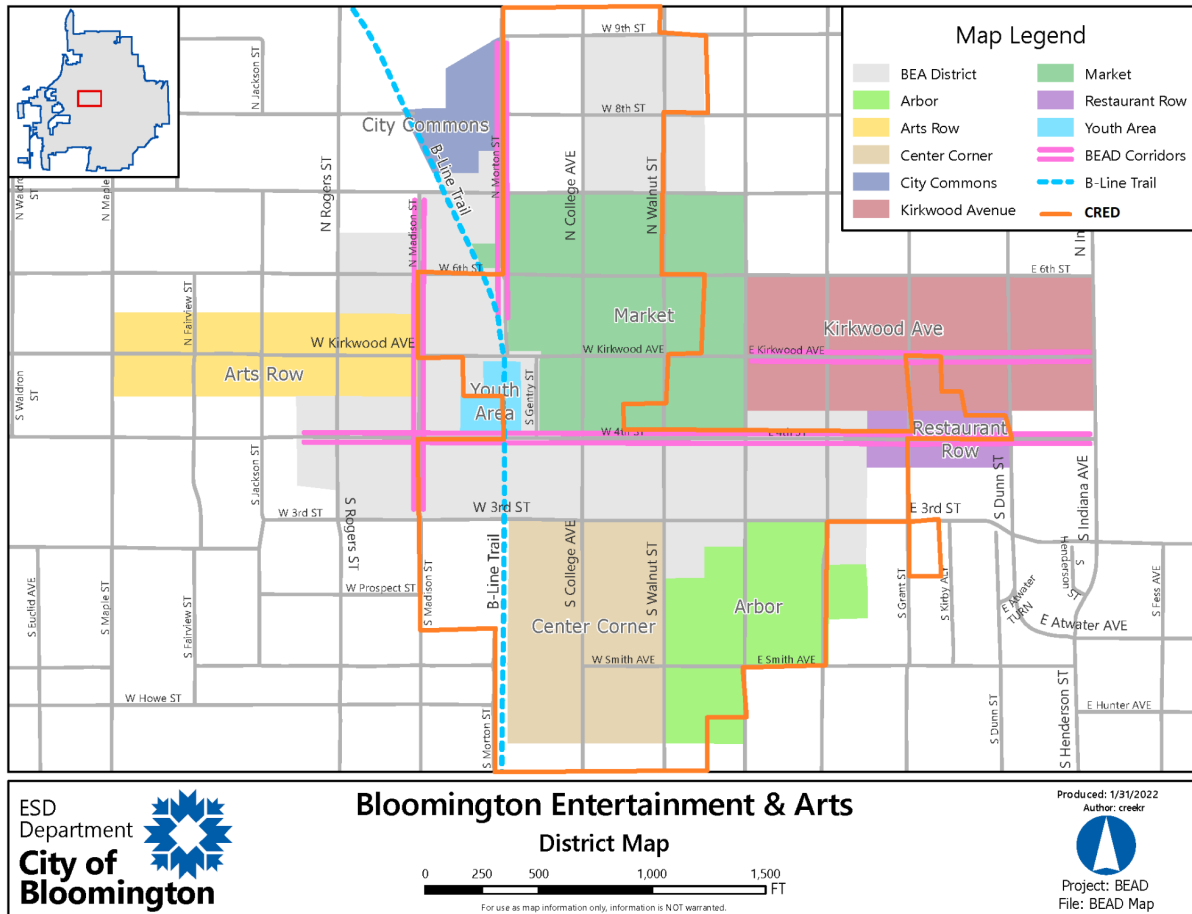 Map Legend
BEA District
Arbor
Arts Row
Center Corner
City Commons
Kirkwood Avenue
Market
Restaurant Row
Youth Area
BEAD Corridors
B-Line Trail
CRED
W 9th ST
W 8th ST
N Jackson ST
City Commons
B-Line Trail
N Morton ST
N College AVE
N Walnut ST
N Rogers ST
N Madison ST
N Maple
ST
W 6th ST
E 6th ST
N Fairview ST
Market
Kirkwood Ave
W Kirkwood AVE
W Kirkwood AVE
E Kirkwood AVE
Arts Row
S Waldron
ST
Youth
Area
S Gentry ST
W 4th ST
Restaurant
Row
S Jackson ST
S Rogers ST
W 3rd ST
E 3rd ST
S Dunn ST
S Indiana AVE
S Euclid AVE
S Maple ST
S Fairview ST
W Prospect ST
S Madison ST
B-Line Trail
S College AVE
S Walnut ST
Center Corner
Arbor
S Grant ST
S Kirby ALY
E Atwater
TURN
S
Henderson
ST
E Atwater AVE
S Fess AVE
W Smith AVE
E Smith AVE
W Howe ST
S Morton ST
S Dunn ST
S Henderson ST
E Hunter AVE
ESD
Department
City of
Bloomington
Bloomington Entertainment & Arts
District Map
0 250 500 1,000 1,500
FT
For use as map information only, information is NOT warranted.
Produced: 1/31/2022
Author: creekr
Project: BEAD
File: BEAD Map